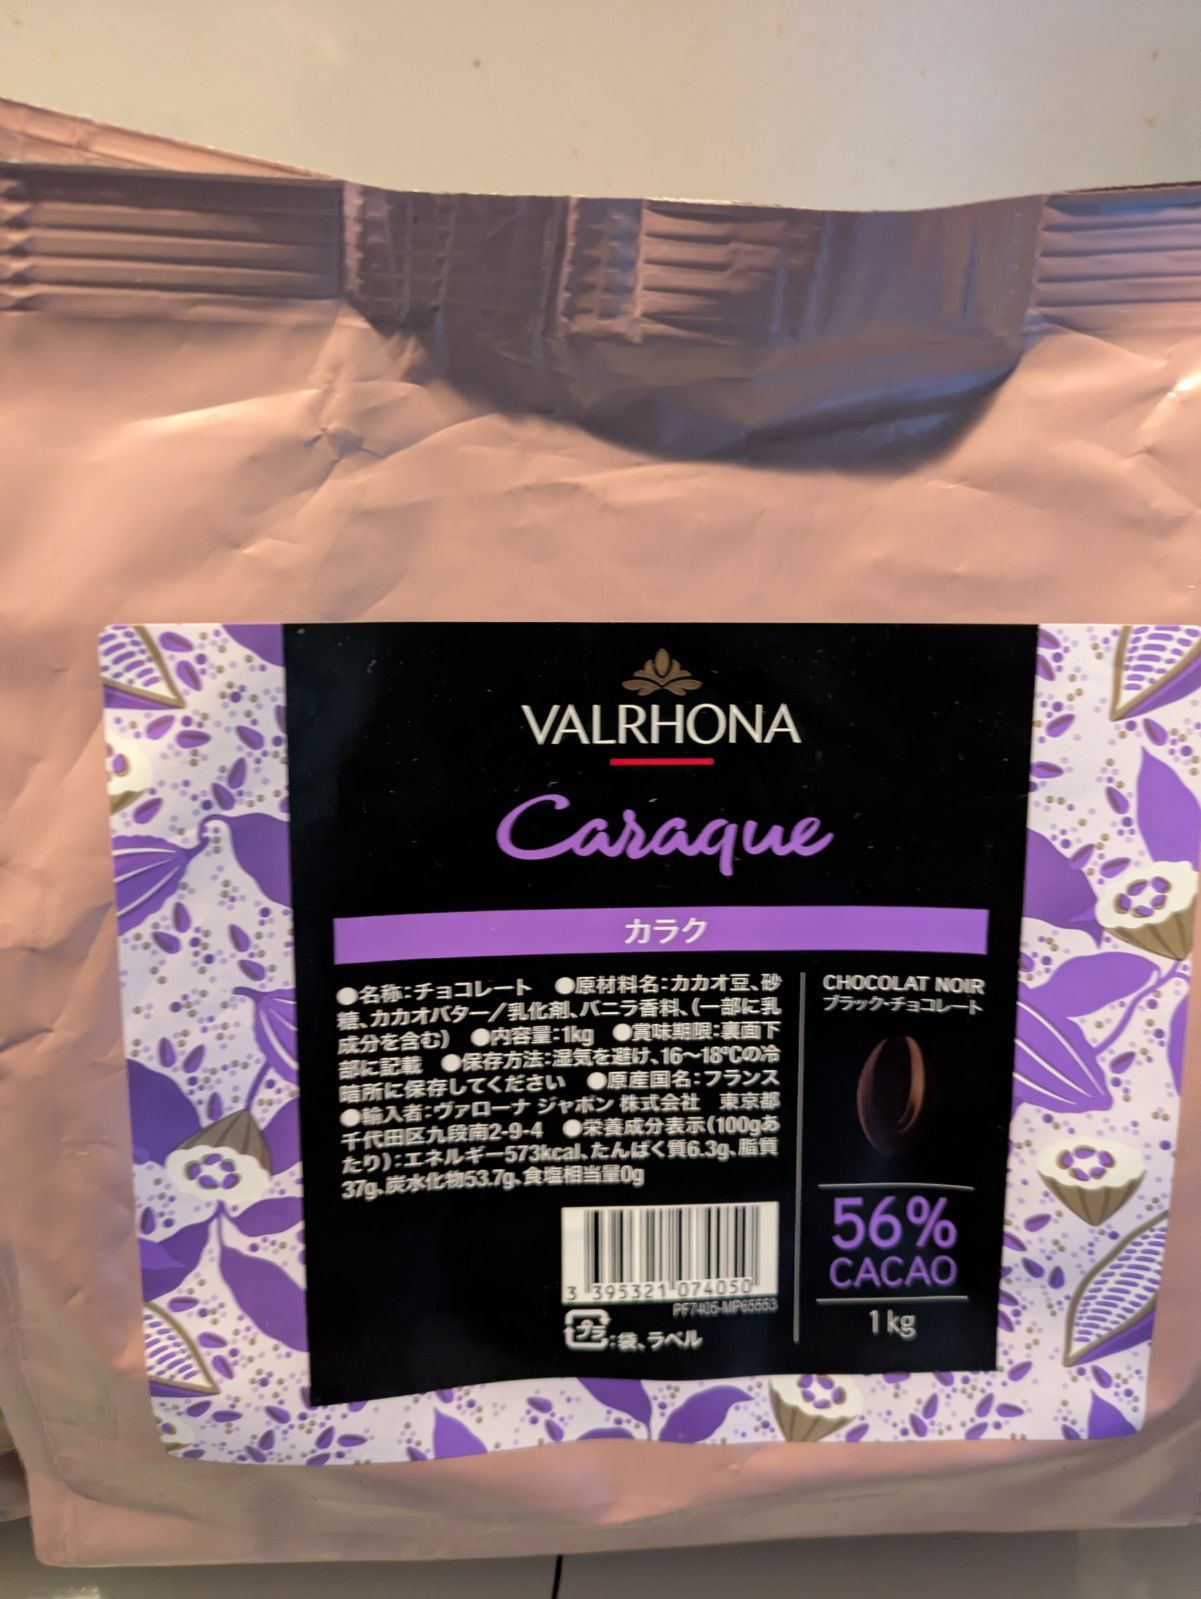 VALRHONA
Caraque
カラク
●名称:チョコレート ●原材料名:カカオ豆、砂
糖、カカオバター/乳化剤、バニラ香料、(一部に乳
成分を含む) ●内容量:1kg ●賞味期限:裏面下
部に記載 ●保存方法:湿気を避け、16〜18℃の冷
暗所に保存してください ●原産国名:フランス
●輸入者:ヴァローナ ジャポン 株式会社 東京都
千代田区九段南2-9-4 ●栄養成分表示(100gあ
たり):エネルギー573kcal、たんぱく質6.3g、脂質
37g、炭水化物53.7g、食塩相当量0g
3 395321 074050
PF7405-MP65553
プラ:袋、ラベル
CHOCOLAT NOIR
ブラック・チョコレート
56%
CACAO
1kg